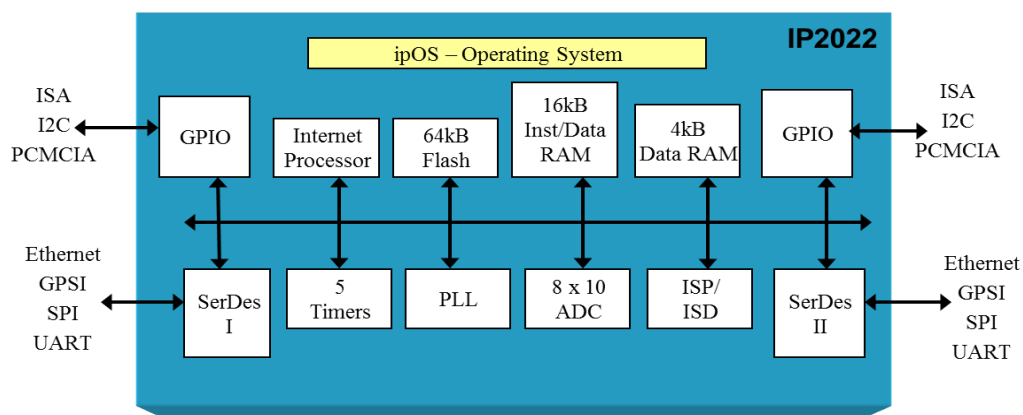 IP2022
ipOS – Operating System
ISA
I2C
PCMCIA
GPIO
Internet
Processor
64kB
Flash
16kB
Inst/Data
RAM
4kB
Data RAM
GPIO
ISA
I2C
PCMCIA
Ethernet
GPSI
SPI
UART
SerDes
I
5
Timers
PLL
8 x 10
ADC
ISP/
ISD
SerDes
II
Ethernet
GPSI
SPI
UART